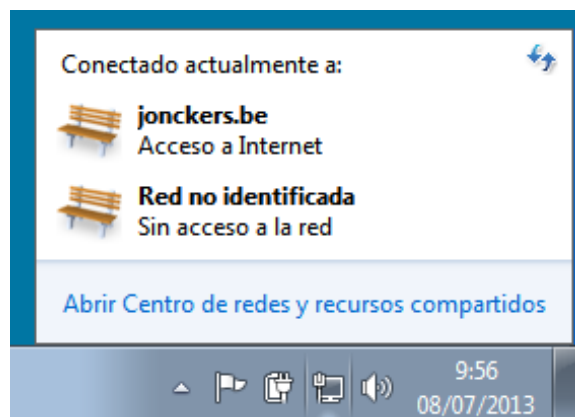 Conectado actualmente a:
jonckers.be
Acceso a Internet
Red no identificada
Sin acceso a la red
Abrir Centro de redes y recursos compartidos
9:56
08/07/2013